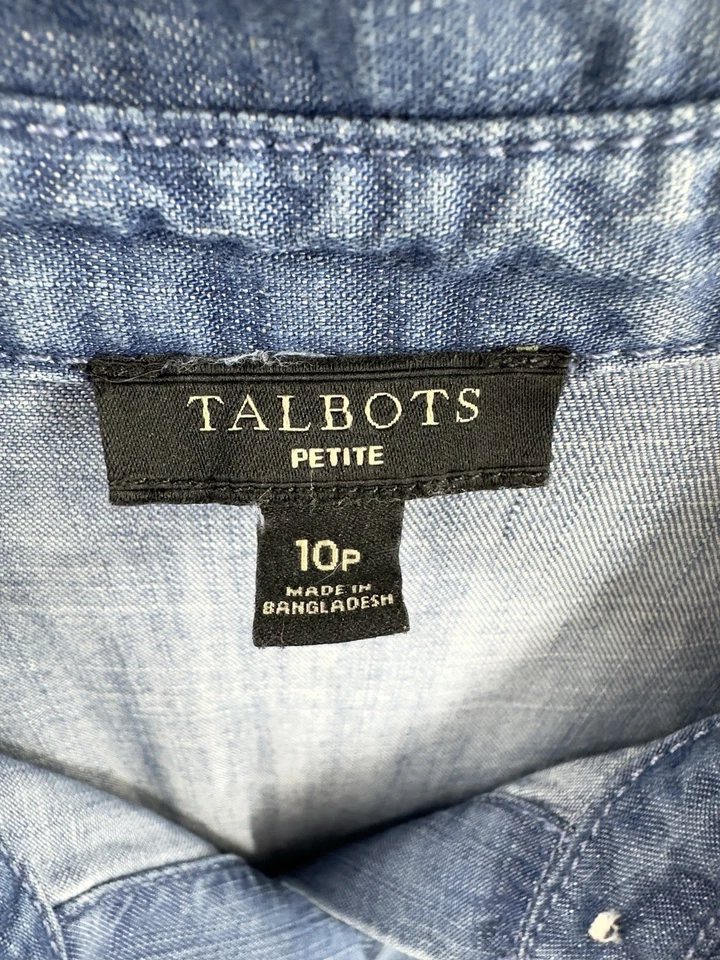 TALBOTS
PETITE
10P
MADE IN
BANGLADESH